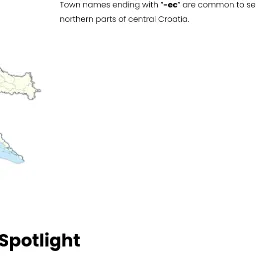 Town names ending with "-ec" are common to se
northern parts of central Croatia.
Spotlight